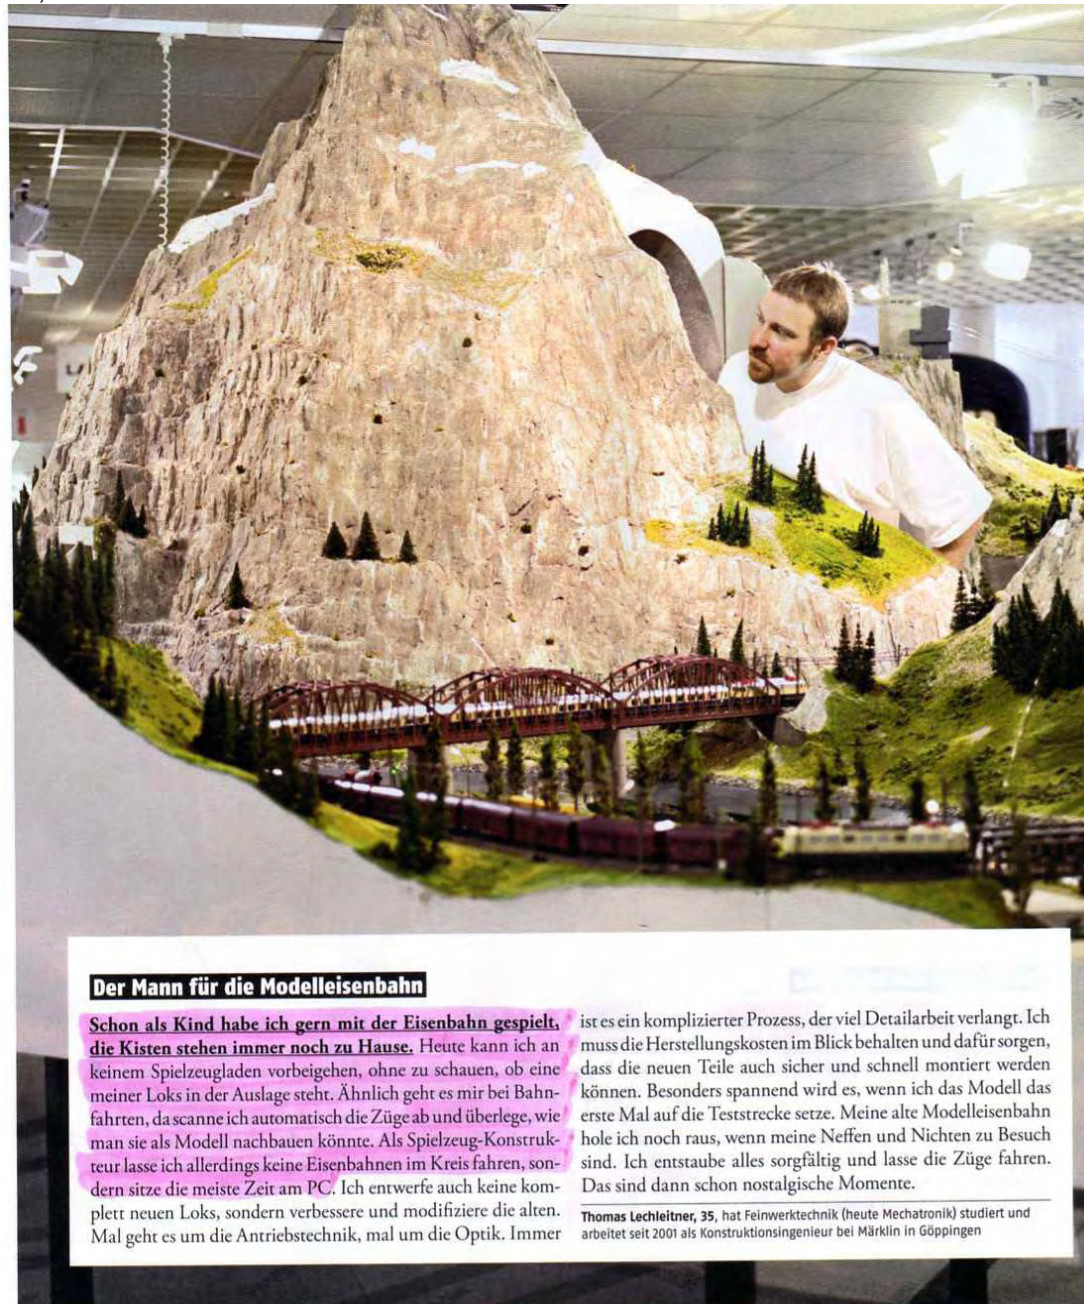 Der Mann für die Modelleisenbahn
Schon als Kind habe ich gern mit der Eisenbahn gespielt,
die Kisten stehen immer noch zu Hause. Heute kann ich an
keinem Spielzeugladen vorbeigehen, ohne zu schauen, ob eine
meiner Loks in der Auslage steht. Ähnlich geht es mir bei Bahn-
fahrten, da scanne ich automatisch die Züge ab und überlege, wie
man sie als Modell nachbauen könnte. Als Spielzeug-Konstruk-
teur lasse ich allerdings keine Eisenbahnen im Kreis fahren, son-
dern sitze die meiste Zeit am PC. Ich entwerfe auch keine kom-
plett neuen Loks, sondern verbessere und modifiziere die alten.
Mal geht es um die Antriebstechnik, mal um die Optik. Immer
ist es ein komplizierter Prozess, der viel Detailarbeit verlangt. Ich
muss die Herstellungskosten im Blick behalten und dafür sorgen,
dass die neuen Teile auch sicher und schnell montiert werden
können. Besonders spannend wird es, wenn ich das Modell das
erste Mal auf die Teststrecke setze. Meine alte Modelleisenbahn
hole ich noch raus, wenn meine Neffen und Nichten zu Besuch
sind. Ich entstaube alles sorgfältig und lasse die Züge fahren.
Das sind dann schon nostalgische Momente.
Thomas Lechleitner, 35, hat Feinwerktechnik (heute Mechatronik) studiert und
arbeitet seit 2001 als Konstruktionsingenieur bei Märklin in Göppingen